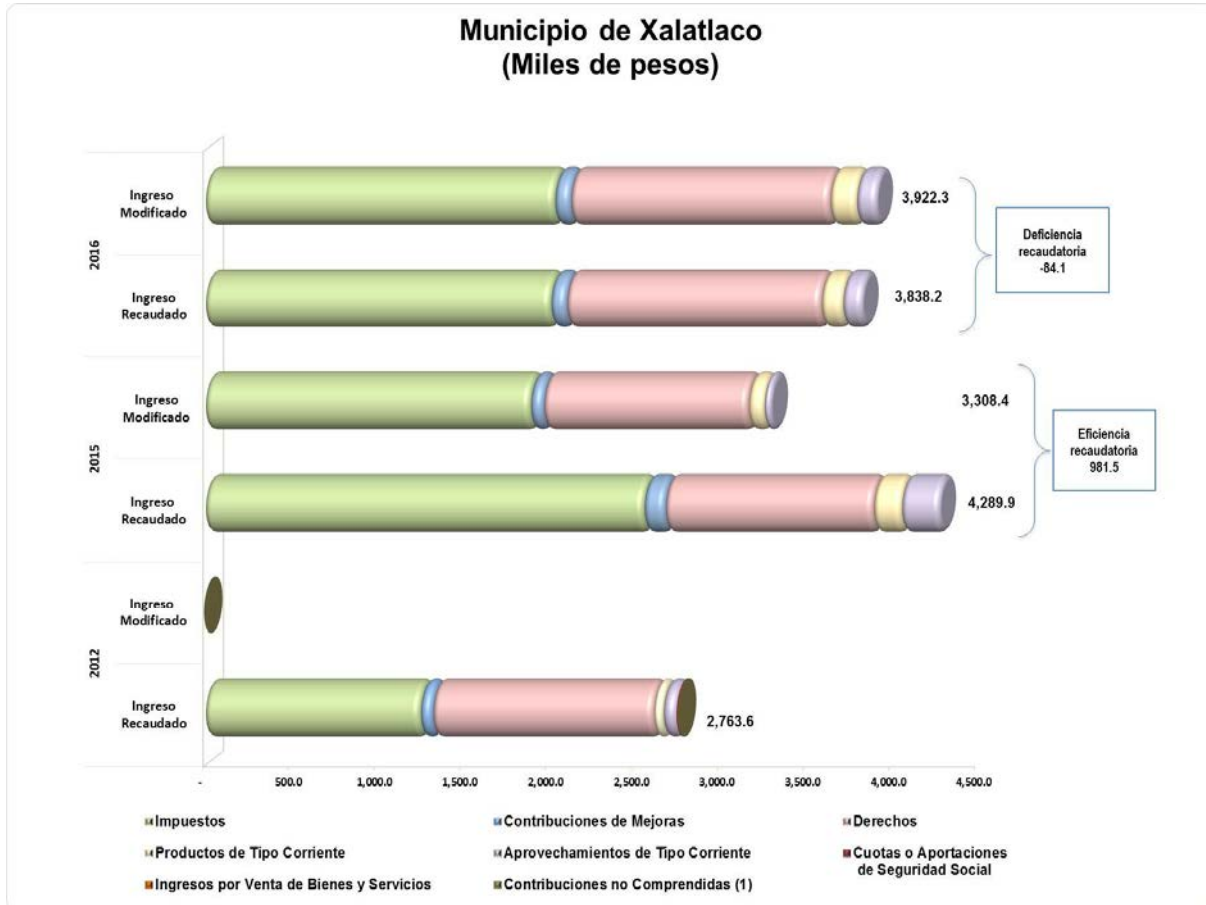 Municipio de Xalatlaco
(Miles de pesos)
2016
Ingreso
Modificado
3,922.3
Ingreso
Recaudado
3,838.2
Deficiencia
recaudatoria
-84.1
2015
Ingreso
Modificado
3,308.4
Ingreso
Recaudado
4,289.9
Eficiencia
recaudatoria
981.5
2012
Ingreso
Modificado
Ingreso
Recaudado
2,763.6
- 500.0 1,000.0 1,500.0 2,000.0 2,500.0 3,000.0 3,500.0 4,000.0 4,500.0
Impuestos
Contribuciones de Mejoras
Derechos
Productos de Tipo Corriente
Aprovechamientos de Tipo Corriente
Cuotas o Aportaciones
de Seguridad Social
Ingresos por Venta de Bienes y Servicios
Contribuciones no Comprendidas (1)